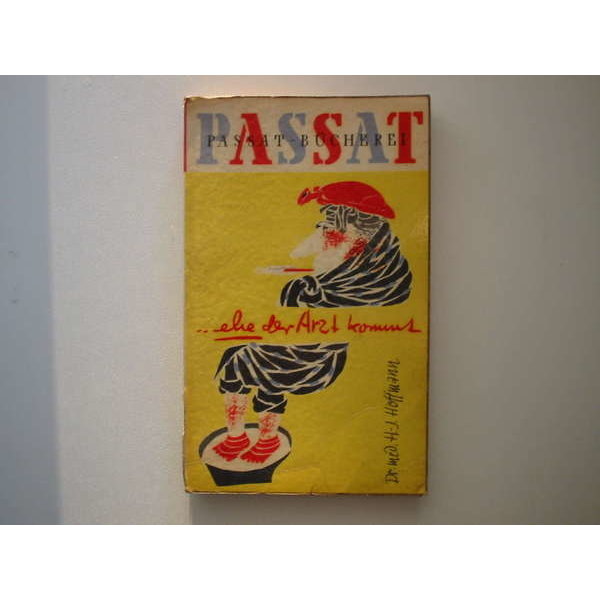 PASSAT
PASSAT-BÜCHEREI
...ehe der Arzt kommt
Dr. med. H.J. Hoffmann